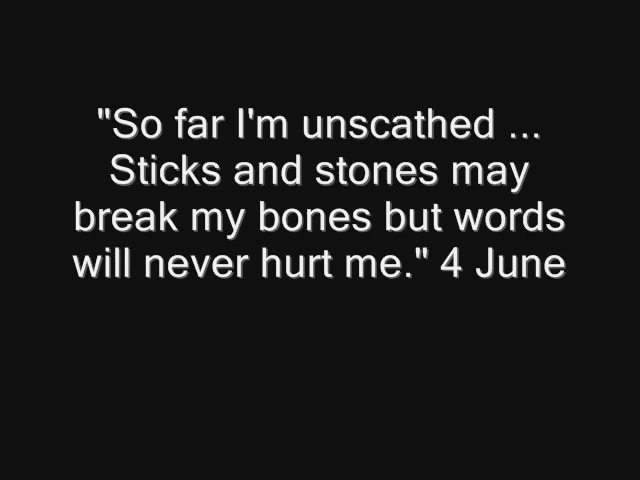 "So far I'm unscathed ...
Sticks and stones may
break my bones but words
will never hurt me." 4 June